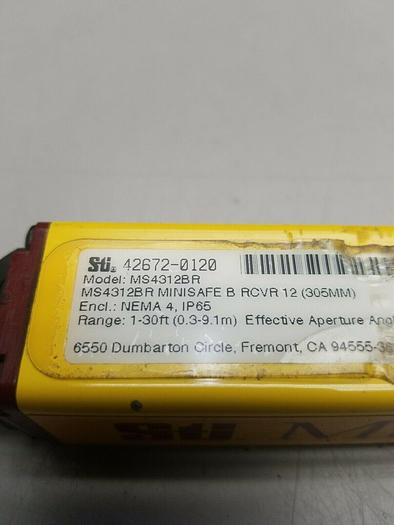 Sti 42672-0120
Model: MS4312BR
MS4312BR MINISAFE B RCVR 12 (305MM)
Encl.: NEMA 4, IP65
Range: 1-30ft (0.3-9.1m) Effective Aperture
6550 Dumbarton Circle, Fremont, CA
Sti